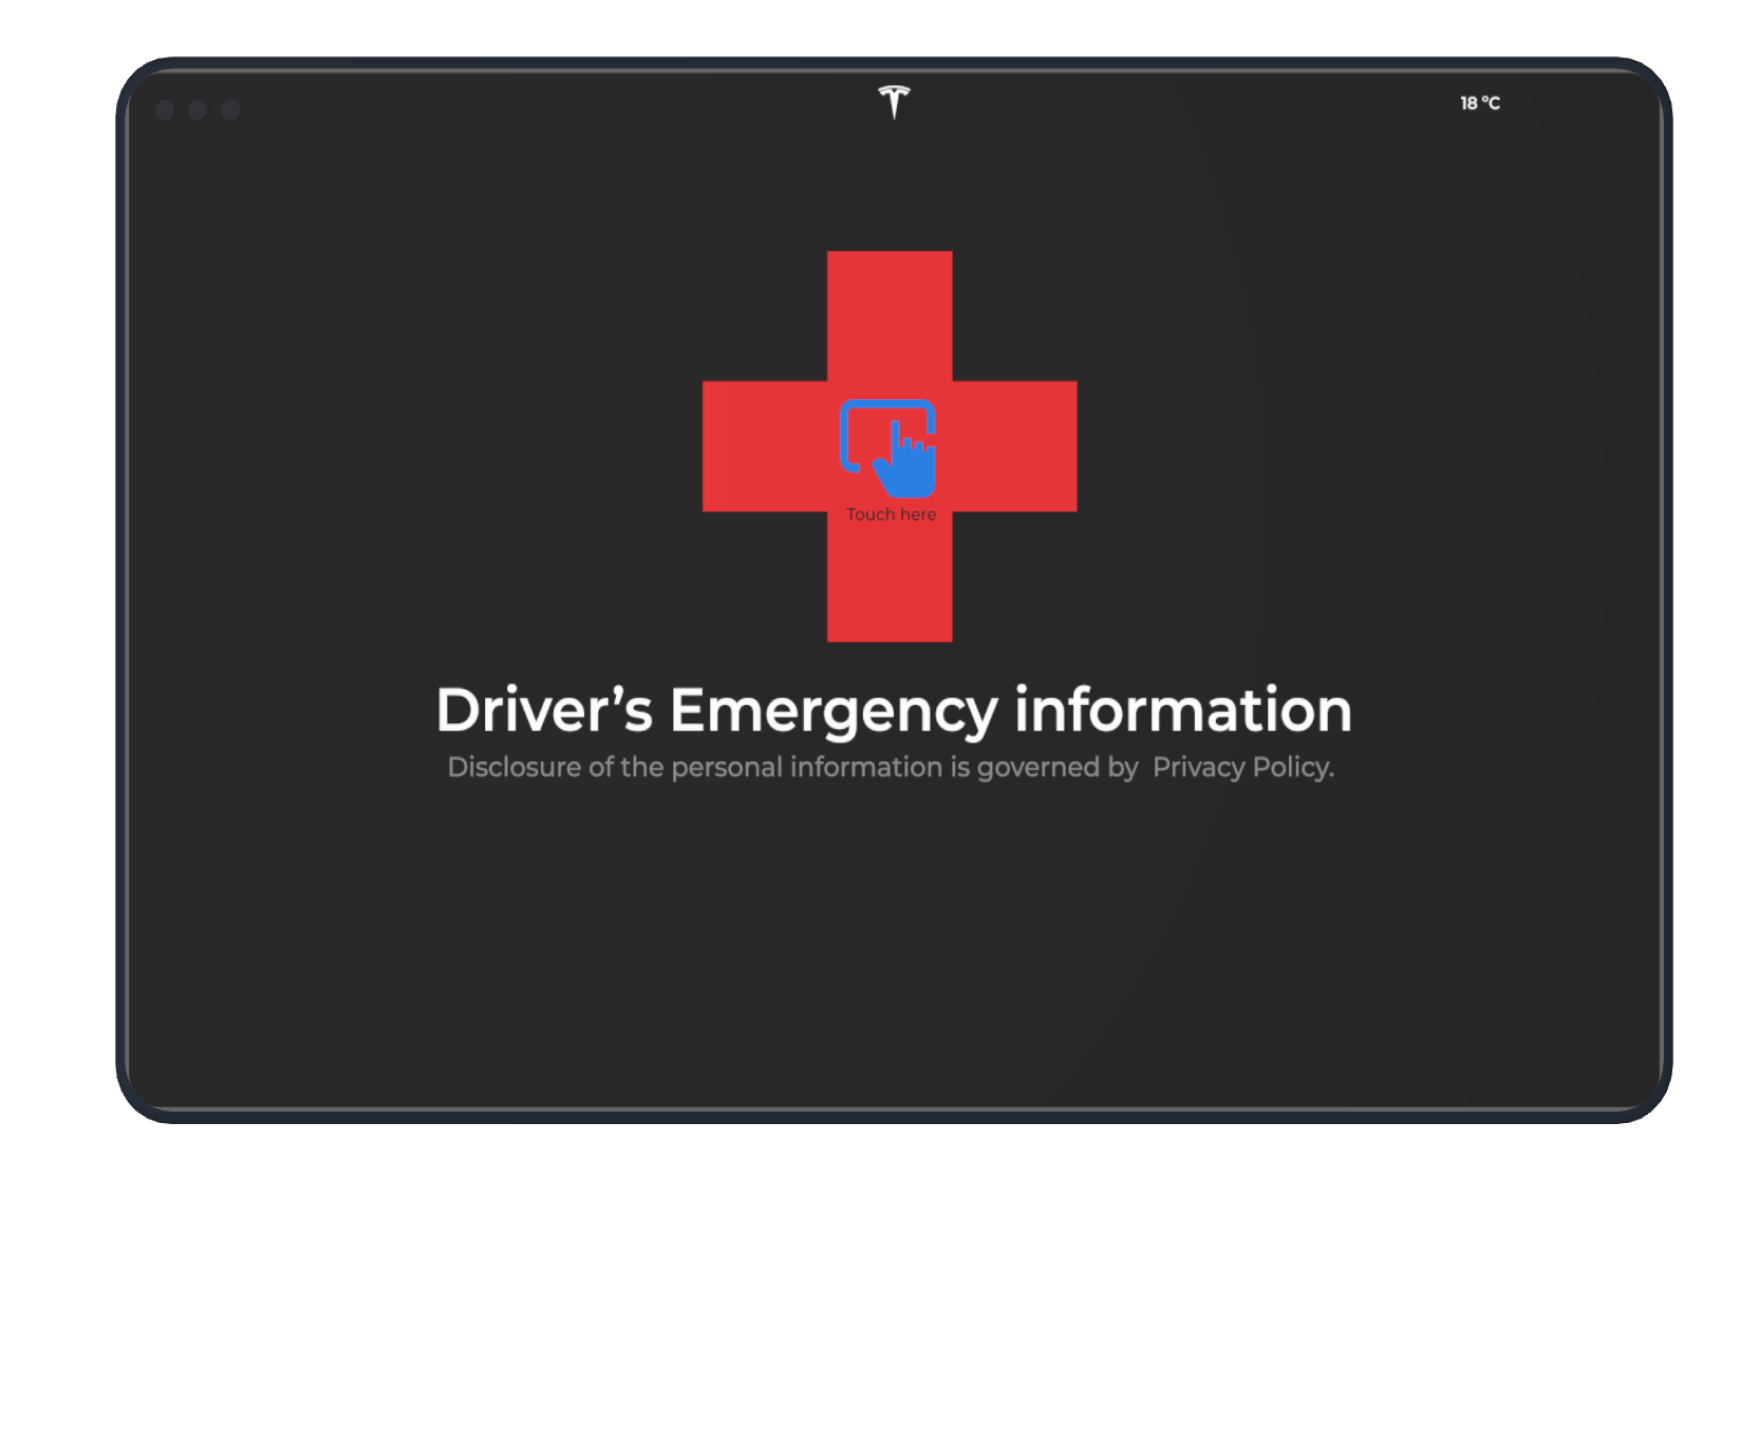 18 °C
Touch here
Driver’s Emergency information
Disclosure of the personal information is governed by  Privacy Policy.